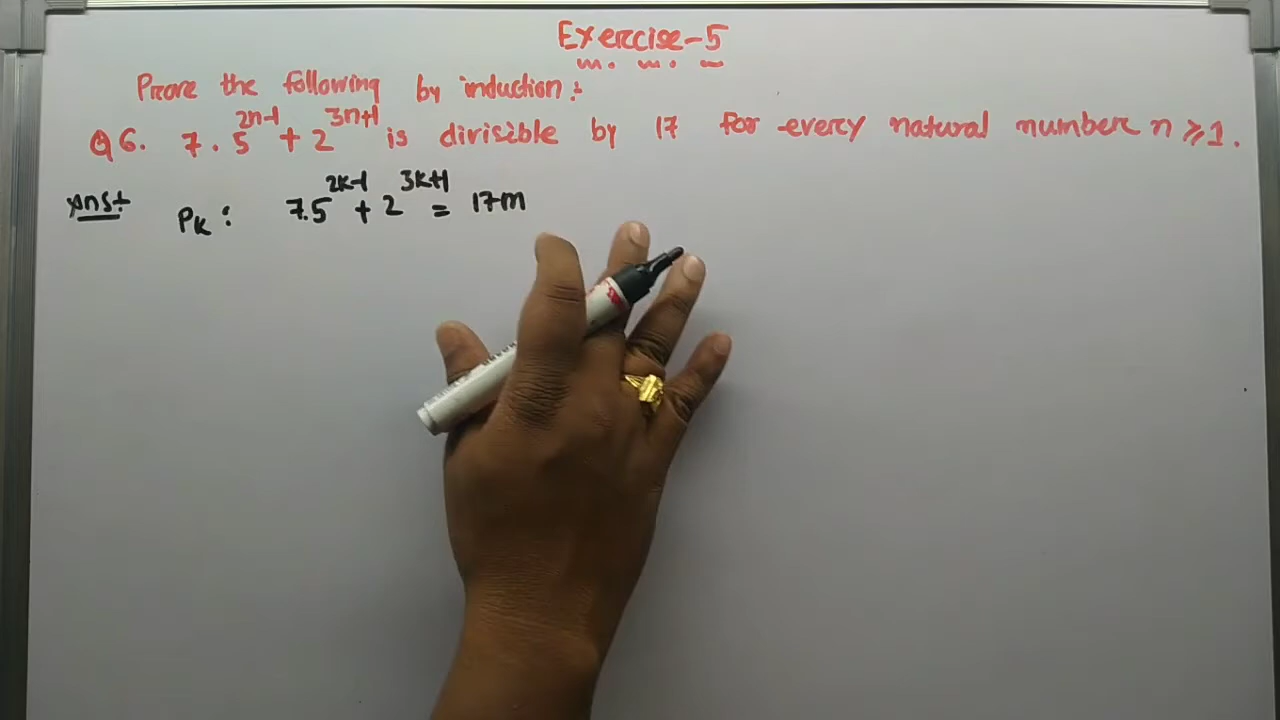 Exercise-5
Prove the following by induction:
Q6. 7.5^{2n-1} + 2^{3n+1} is divisible by 17 for every natural number n ≥ 1.
Ans:
P_K : 7.5^{2k-1} + 2^{3k+1} = 17m